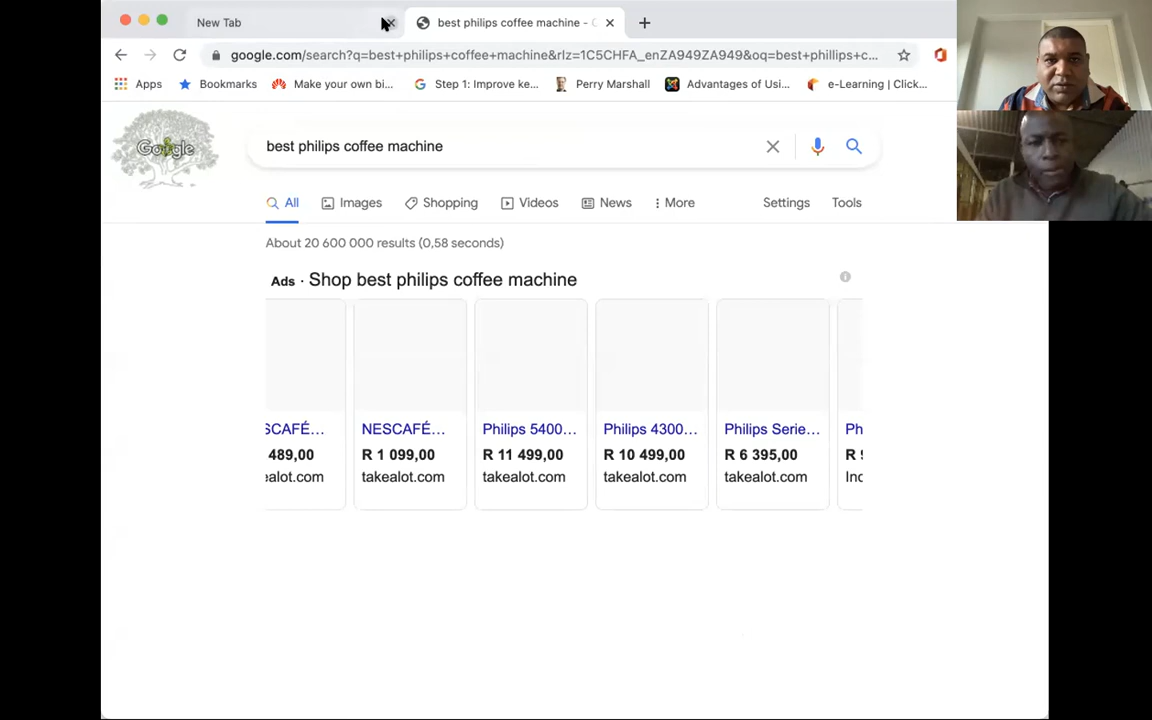 New Tab
best philips coffee machine - G
google.com/search?q=best+philips+coffee+machine&rlz=1C5CHFA_enZA949ZA949&oq=best+phillips+c...
Apps
Bookmarks
Make your own bi...
Step 1: Improve ke...
Perry Marshall
Advantages of Usi...
e-Learning | Click...
Google
best philips coffee machine
All
Images
Shopping
Videos
News
More
Settings
Tools
About 20 600 000 results (0,58 seconds)
Ads · Shop best philips coffee machine
SCAFÉ...
489,00
ealot.com
NESCAFÉ...
R 1 099,00
takealot.com
Philips 5400...
R 11 499,00
takealot.com
Philips 4300...
R 10 499,00
takealot.com
Philips Serie...
R 6 395,00
takealot.com
Ph
R
Inc